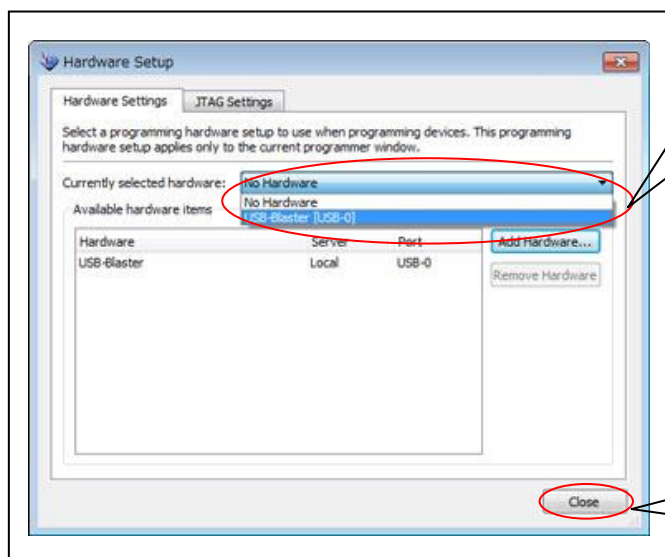 Hardware Setup
Hardware Settings
JTAG Settings
Select a programming hardware setup to use when programming devices. This programming
hardware setup applies only to the current programmer window.
Currently selected hardware:
No Hardware
No Hardware
USB-Blaster [USB-0]
Available hardware items
Hardware Server Port
USB-Blaster Local USB-0
Add Hardware...
Remove Hardware
Close